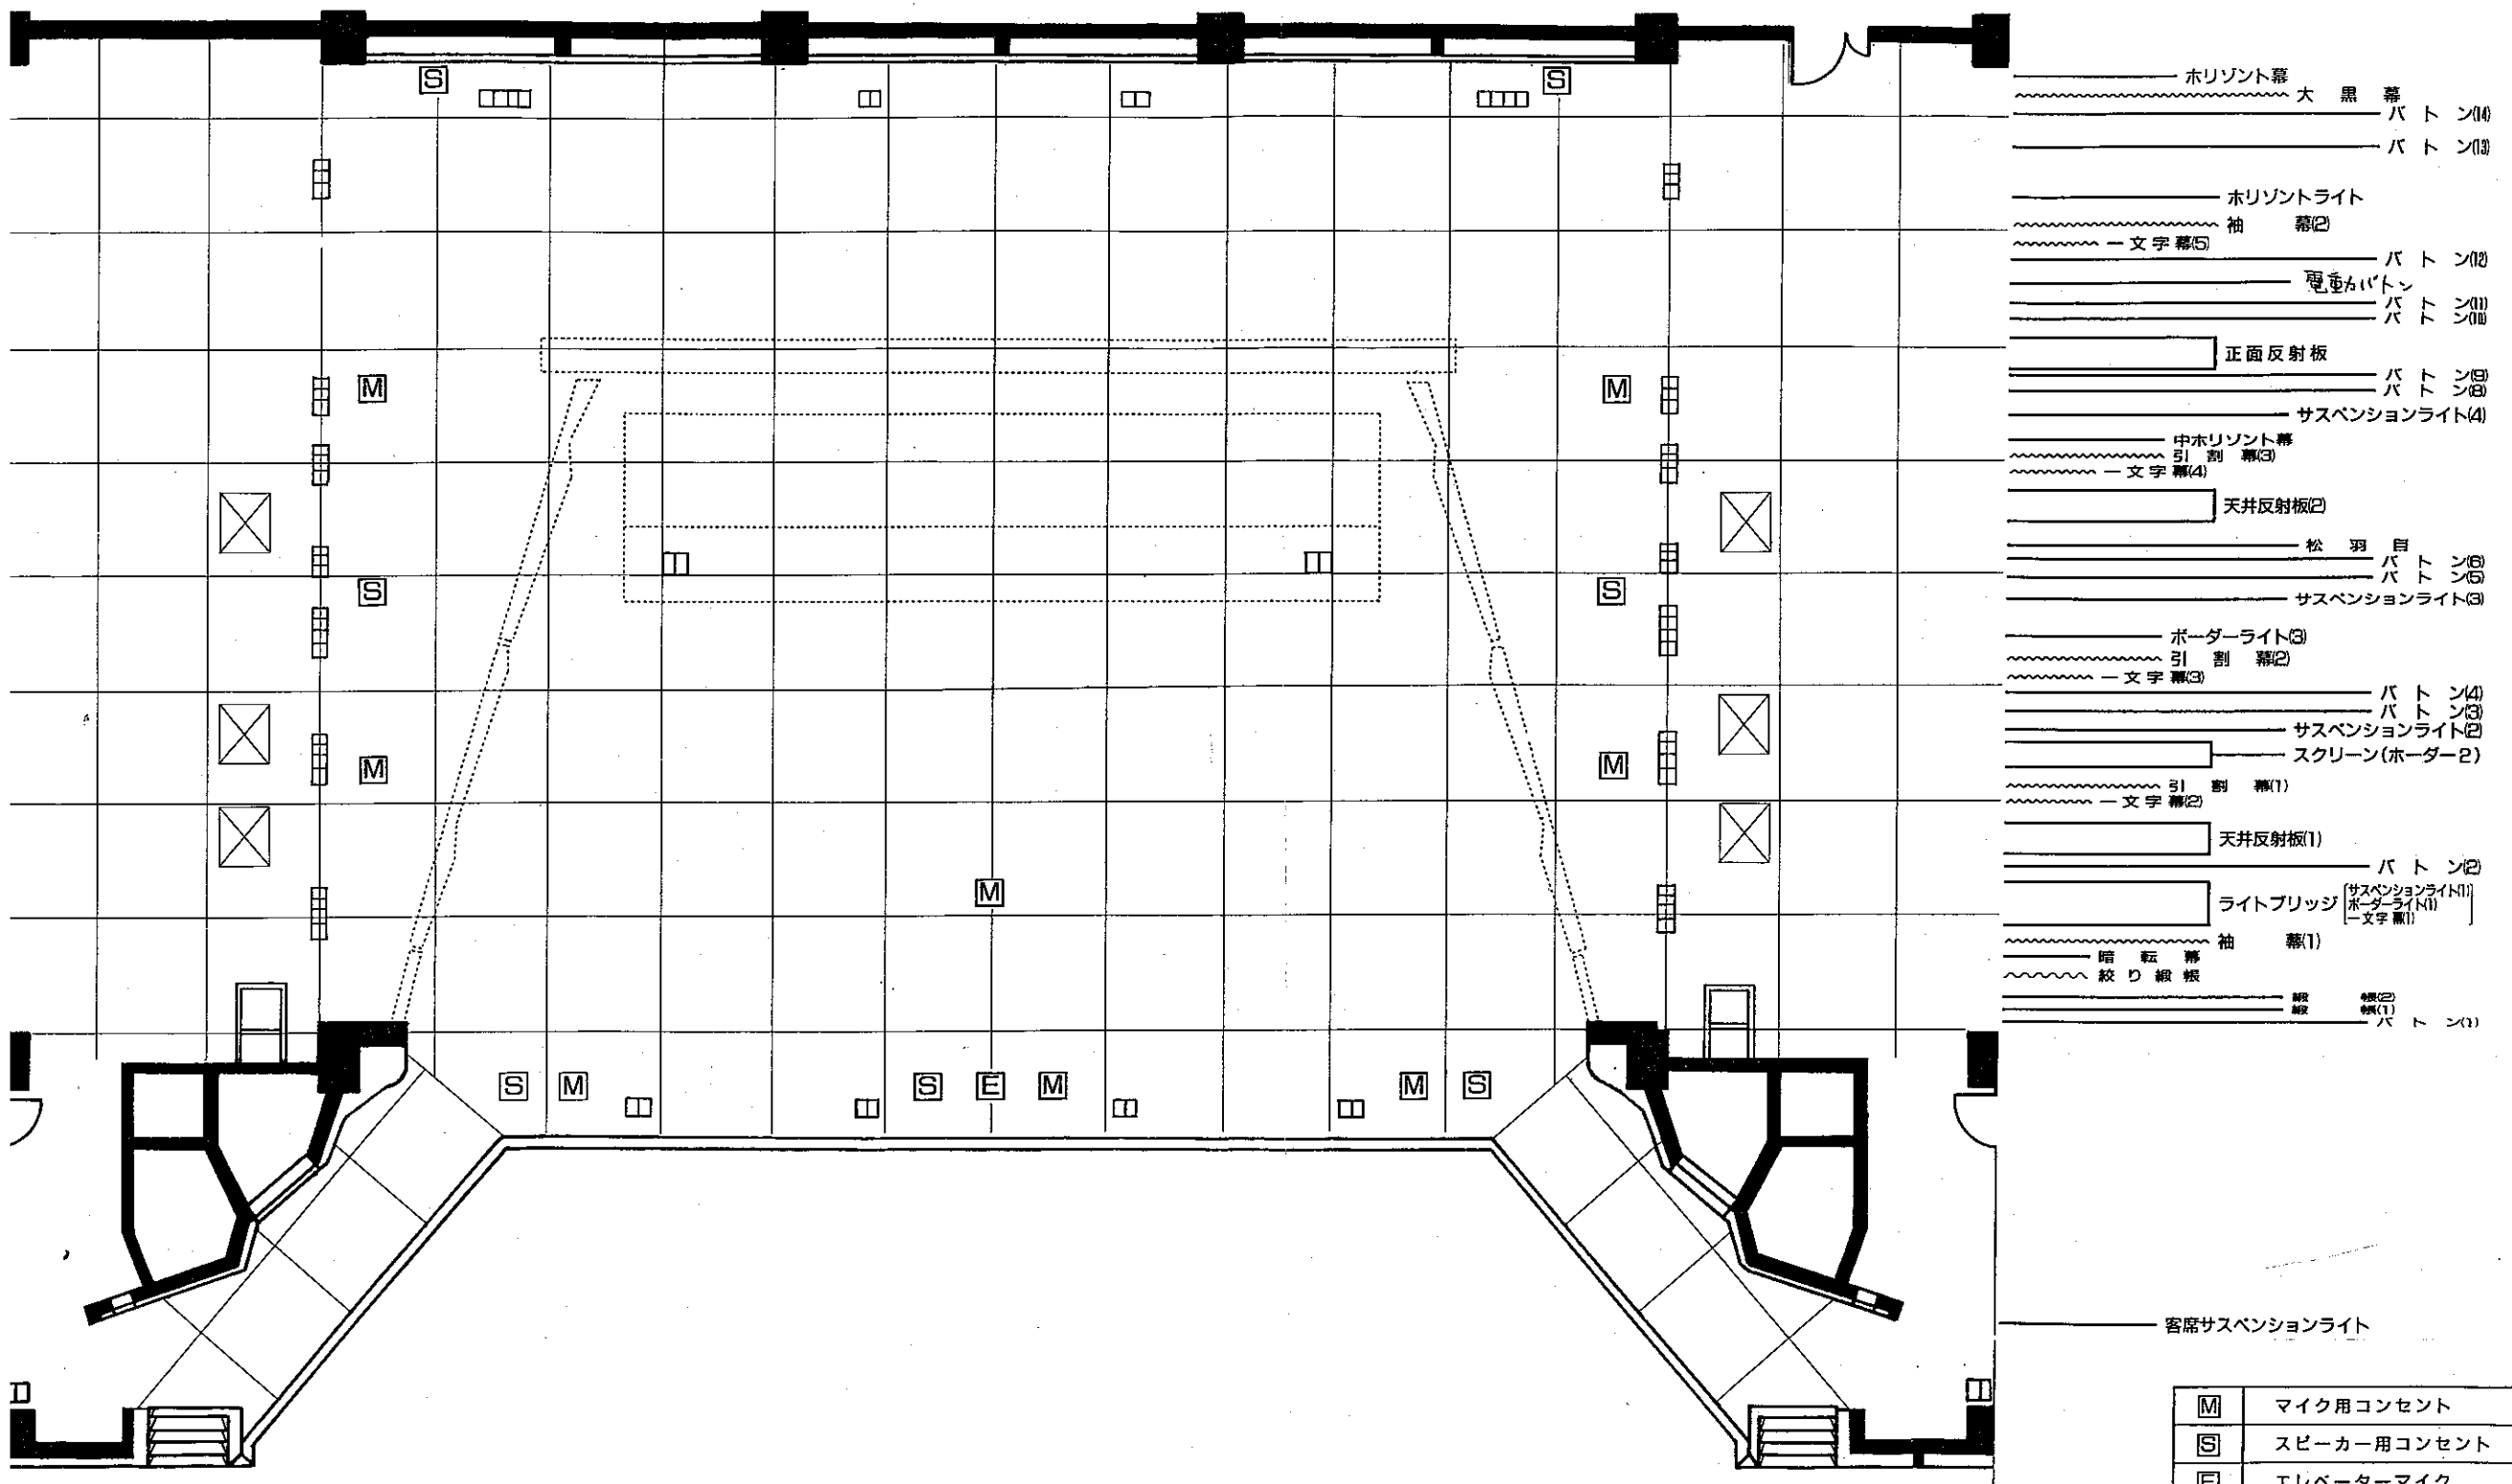 S
S
ホリゾント幕
大黒幕
バトン(14)
バトン(13)
ホリゾントライト
袖幕(2)
一文字幕(5)
バトン(12)
電動バトン
バトン(11)
バトン(10)
正面反射板
M
M
バトン(9)
バトン(8)
サスペンションライト(4)
中ホリゾント幕
引割幕(3)
一文字幕(4)
天井反射板(2)
松羽目
バトン(6)
バトン(5)
S
S
サスペンションライト(3)
ボーダーライト(3)
引割幕(2)
一文字幕(3)
バトン(4)
バトン(3)
サスペンションライト(2)
スクリーン(ホーダー2)
M
M
引割幕(1)
一文字幕(2)
天井反射板(1)
バトン(2)
M
ライトブリッジ
サスペンションライト(1)
ボーダーライト(1)
一文字幕(1)
袖幕(1)
暗転幕
絞り緞帳
緞帳(2)
緞帳(1)
バトン(1)
S M S E M M S
客席サスペンションライト
M マイク用コンセント
S スピーカー用コンセント
E エレベーターマイク